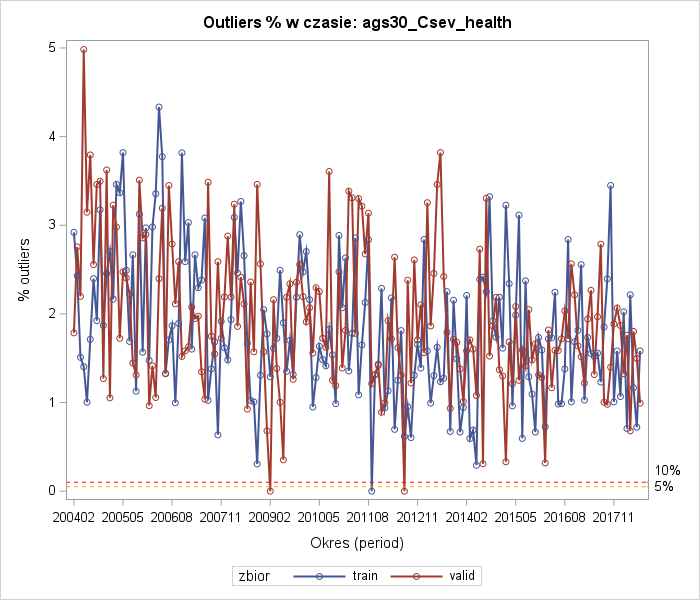 Outliers % w czasie: ags30_Csev_health
% outliers
5
4
3
2
1
0
10%
5%
200402 200505 200608 200711 200902 201005 201108 201211 201402 201505 201608 201711
Okres (period)
zbior train valid